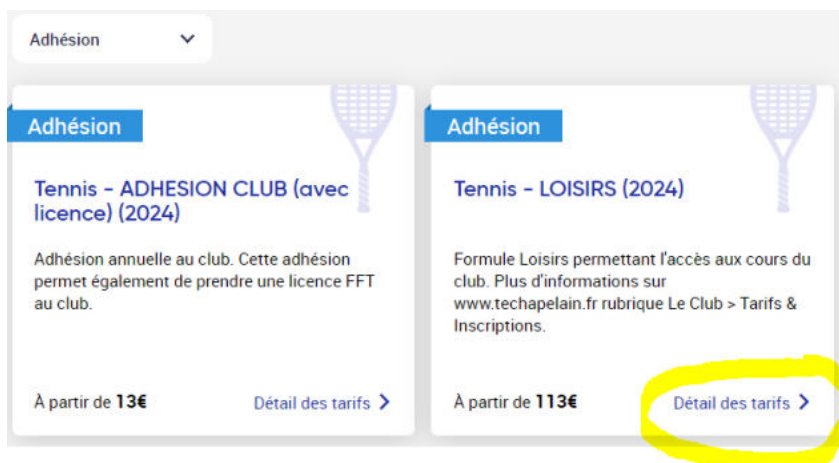 Adhésion
Adhésion
Tennis - ADHESION CLUB (avec
licence) (2024)
Adhésion annuelle au club. Cette adhésion
permet également de prendre une licence FFT
au club.
À partir de 13€
Détail des tarifs
Adhésion
Tennis - LOISIRS (2024)
Formule Loisirs permettant l'accès aux cours du
club. Plus d'informations sur
www.techapelain.fr rubrique Le Club > Tarifs &
Inscriptions.
À partir de 113€
Détail des tarifs